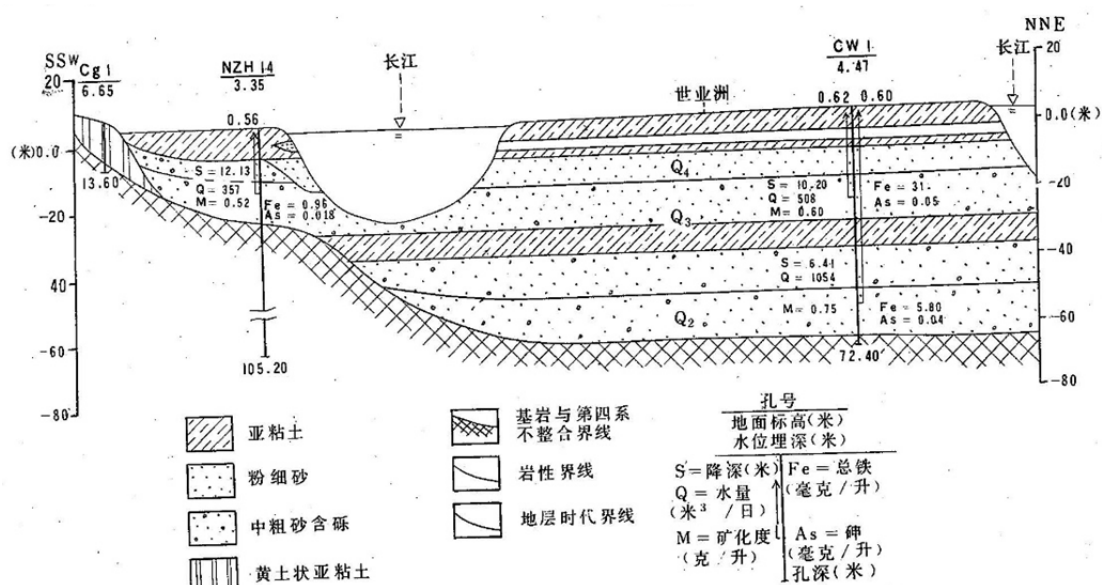 SSW
NNE
Cg1
6.65
NZH 14
3.35
长江
CW 1
4.47
长江
20
20
世业洲
0.56
0.62 0.60
0.0(米)
(米)0.0
13.60
S = 12.13
Q = 357
M = 0.52
Fe = 0.96
As = 0.018
Q₄
S = 10.20
Q = 508
M = 0.60
Fe = 31.
As = 0.05
-20
-20
Q₃
-40
-40
S = 6.41
Q = 1054
M = 0.75
Fe = 5.80
As = 0.04
Q₂
-60
-60
105.20
72.40
-80
-80
亚粘土
粉细砂
中粗砂含砾
黄土状亚粘土
基岩与第四系
不整合界线
岩性界线
地层时代界线
孔号
地面标高(米)
水位埋深(米)
S=降深(米)
Q=水量
(米³/日)
M=矿化度
(克/升)
Fe=总铁
(毫克/升)
As=砷
(毫克/升)
孔深(米)